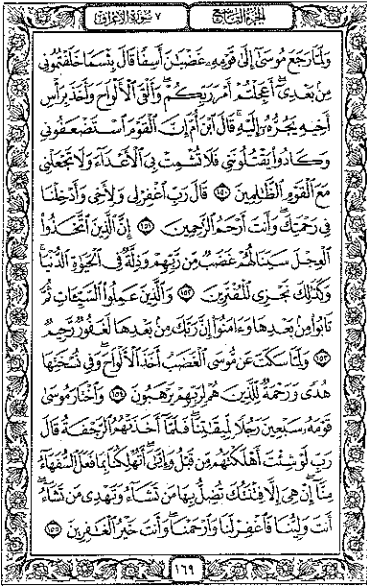 الجزء التاسع ٧ سورة الأعراف
وَلَمَّا رَجَعَ مُوسَىٰٓ إِلَىٰ قَوْمِهِۦ غَضْبَٰنَ أَسِفًا قَالَ بِئْسَمَا خَلَفْتُمُونِى
مِنۢ بَعْدِىٓ أَعَجِلْتُمْ أَمْرَ رَبِّكُمْ وَأَلْقَى ٱلْأَلْوَاحَ وَأَخَذَ بِرَأْسِ
أَخِيهِ يَجُرُّهُۥٓ إِلَيْهِ قَالَ ٱبْنَ أُمَّ إِنَّ ٱلْقَوْمَ ٱسْتَضْعَفُونِى
وَكَادُوا۟ يَقْتُلُونَنِى فَلَا تُشْمِتْ بِىَ ٱلْأَعْدَآءَ وَلَا تَجْعَلْنِى
مَعَ ٱلْقَوْمِ ٱلظَّٰلِمِينَ ١٥٠ قَالَ رَبِّ ٱغْفِرْ لِى وَلِأَخِى وَأَدْخِلْنَا
فِى رَحْمَتِكَ وَأَنتَ أَرْحَمُ ٱلرَّٰحِمِينَ ١٥١ إِنَّ ٱلَّذِينَ ٱتَّخَذُوا۟
ٱلْعِجْلَ سَيَنَالُهُمْ غَضَبٌ مِّن رَّبِّهِمْ وَذِلَّةٌ فِى ٱلْحَيَوٰةِ ٱلدُّنْيَا
وَكَذَٰلِكَ نَجْزِى ٱلْمُفْتَرِينَ ١٥٢ وَٱلَّذِينَ عَمِلُوا۟ ٱلسَّيِّـَٔاتِ ثُمَّ
تَابُوا۟ مِنۢ بَعْدِهَا وَءَامَنُوٓا۟ إِنَّ رَبَّكَ مِنۢ بَعْدِهَا لَغَفُورٌ رَّحِيمٌ
١٥٣ وَلَمَّا سَكَتَ عَن مُّوسَى ٱلْغَضَبُ أَخَذَ ٱلْأَلْوَاحَ وَفِى نُسْخَتِهَا
هُدًى وَرَحْمَةٌ لِّلَّذِينَ هُمْ لِرَبِّهِمْ يَرْهَبُونَ ١٥٤ وَٱخْتَارَ مُوسَىٰ
قَوْمَهُۥ سَبْعِينَ رَجُلًا لِّمِيقَٰتِنَا فَلَمَّآ أَخَذَتْهُمُ ٱلرَّجْفَةُ قَالَ
رَبِّ لَوْ شِئْتَ أَهْلَكْتَهُم مِّن قَبْلُ وَإِيَّٰىَ أَتُهْلِكُنَا بِمَا فَعَلَ ٱلسُّفَهَآءُ
مِنَّآ إِنْ هِىَ إِلَّا فِتْنَتُكَ تُضِلُّ بِهَا مَن تَشَآءُ وَتَهْدِى مَن تَشَآءُ
أَنتَ وَلِيُّنَا فَٱغْفِرْ لَنَا وَٱرْحَمْنَا وَأَنتَ خَيْرُ ٱلْغَٰفِرِينَ ١٥٥
١٦٩